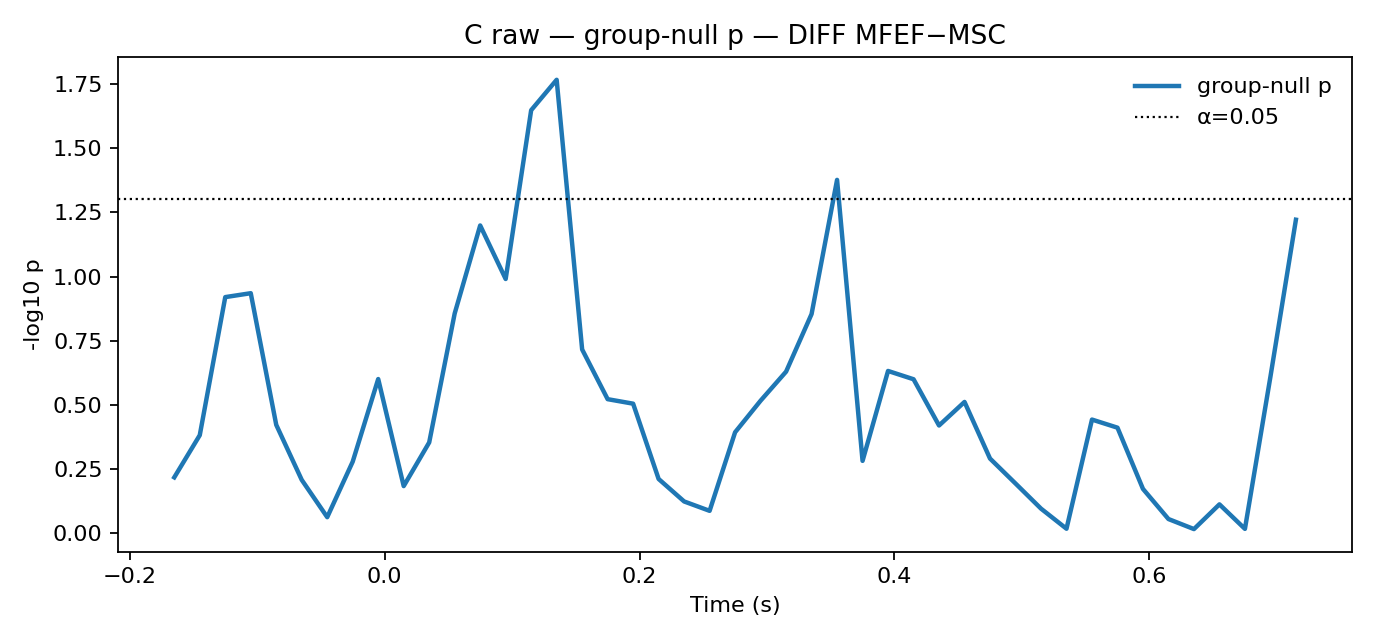 C raw — group-null p — DIFF MFEF−MSC
group-null p
α=0.05
1.75
1.50
1.25
1.00
0.75
0.50
0.25
0.00
-log10 p
−0.2
0.0
0.2
0.4
0.6
Time (s)